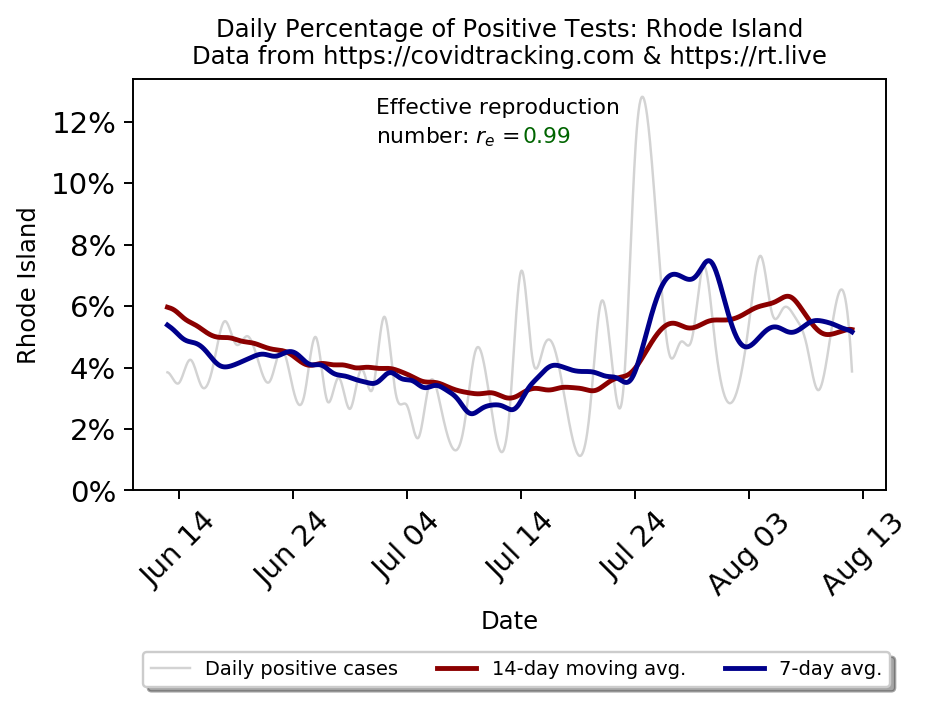 Daily Percentage of Positive Tests: Rhode Island
Data from https://covidtracking.com & https://rt.live
Effective reproduction
number: rₑ =0.99
12%
10%
8%
6%
4%
2%
0%
Rhode Island
Jun 14
Jun 24
Jul 04
Jul 14
Jul 24
Aug 03
Aug 13
Date
Daily positive cases
14-day moving avg.
7-day avg.